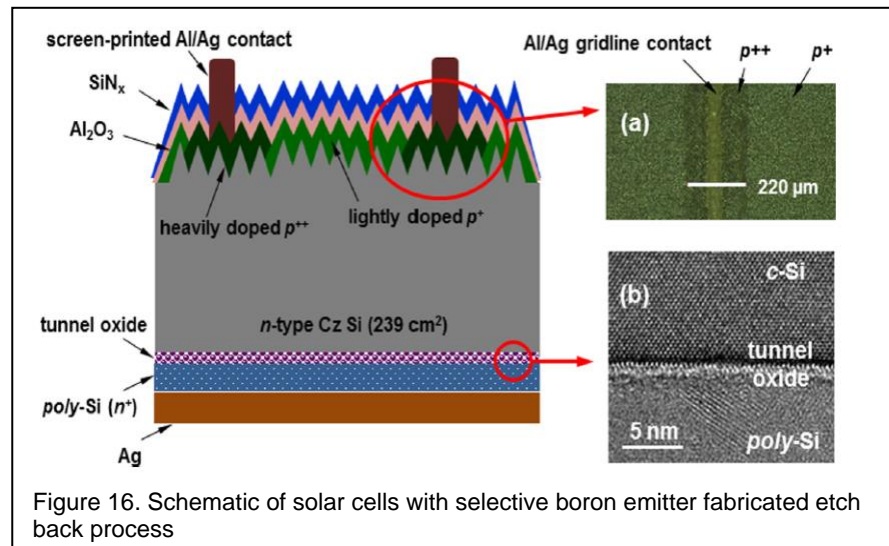 screen-printed Al/Ag contact
SiNₓ
Al₂O₃
heavily doped p⁺⁺
lightly doped p⁺
n-type Cz Si (239 cm²)
tunnel oxide
poly-Si (n⁺)
Ag
Al/Ag gridline contact
p++
p+
(a)
220 µm
(b)
c-Si
tunnel
oxide
5 nm
poly-Si
Figure 16. Schematic of solar cells with selective boron emitter fabricated etch
back process